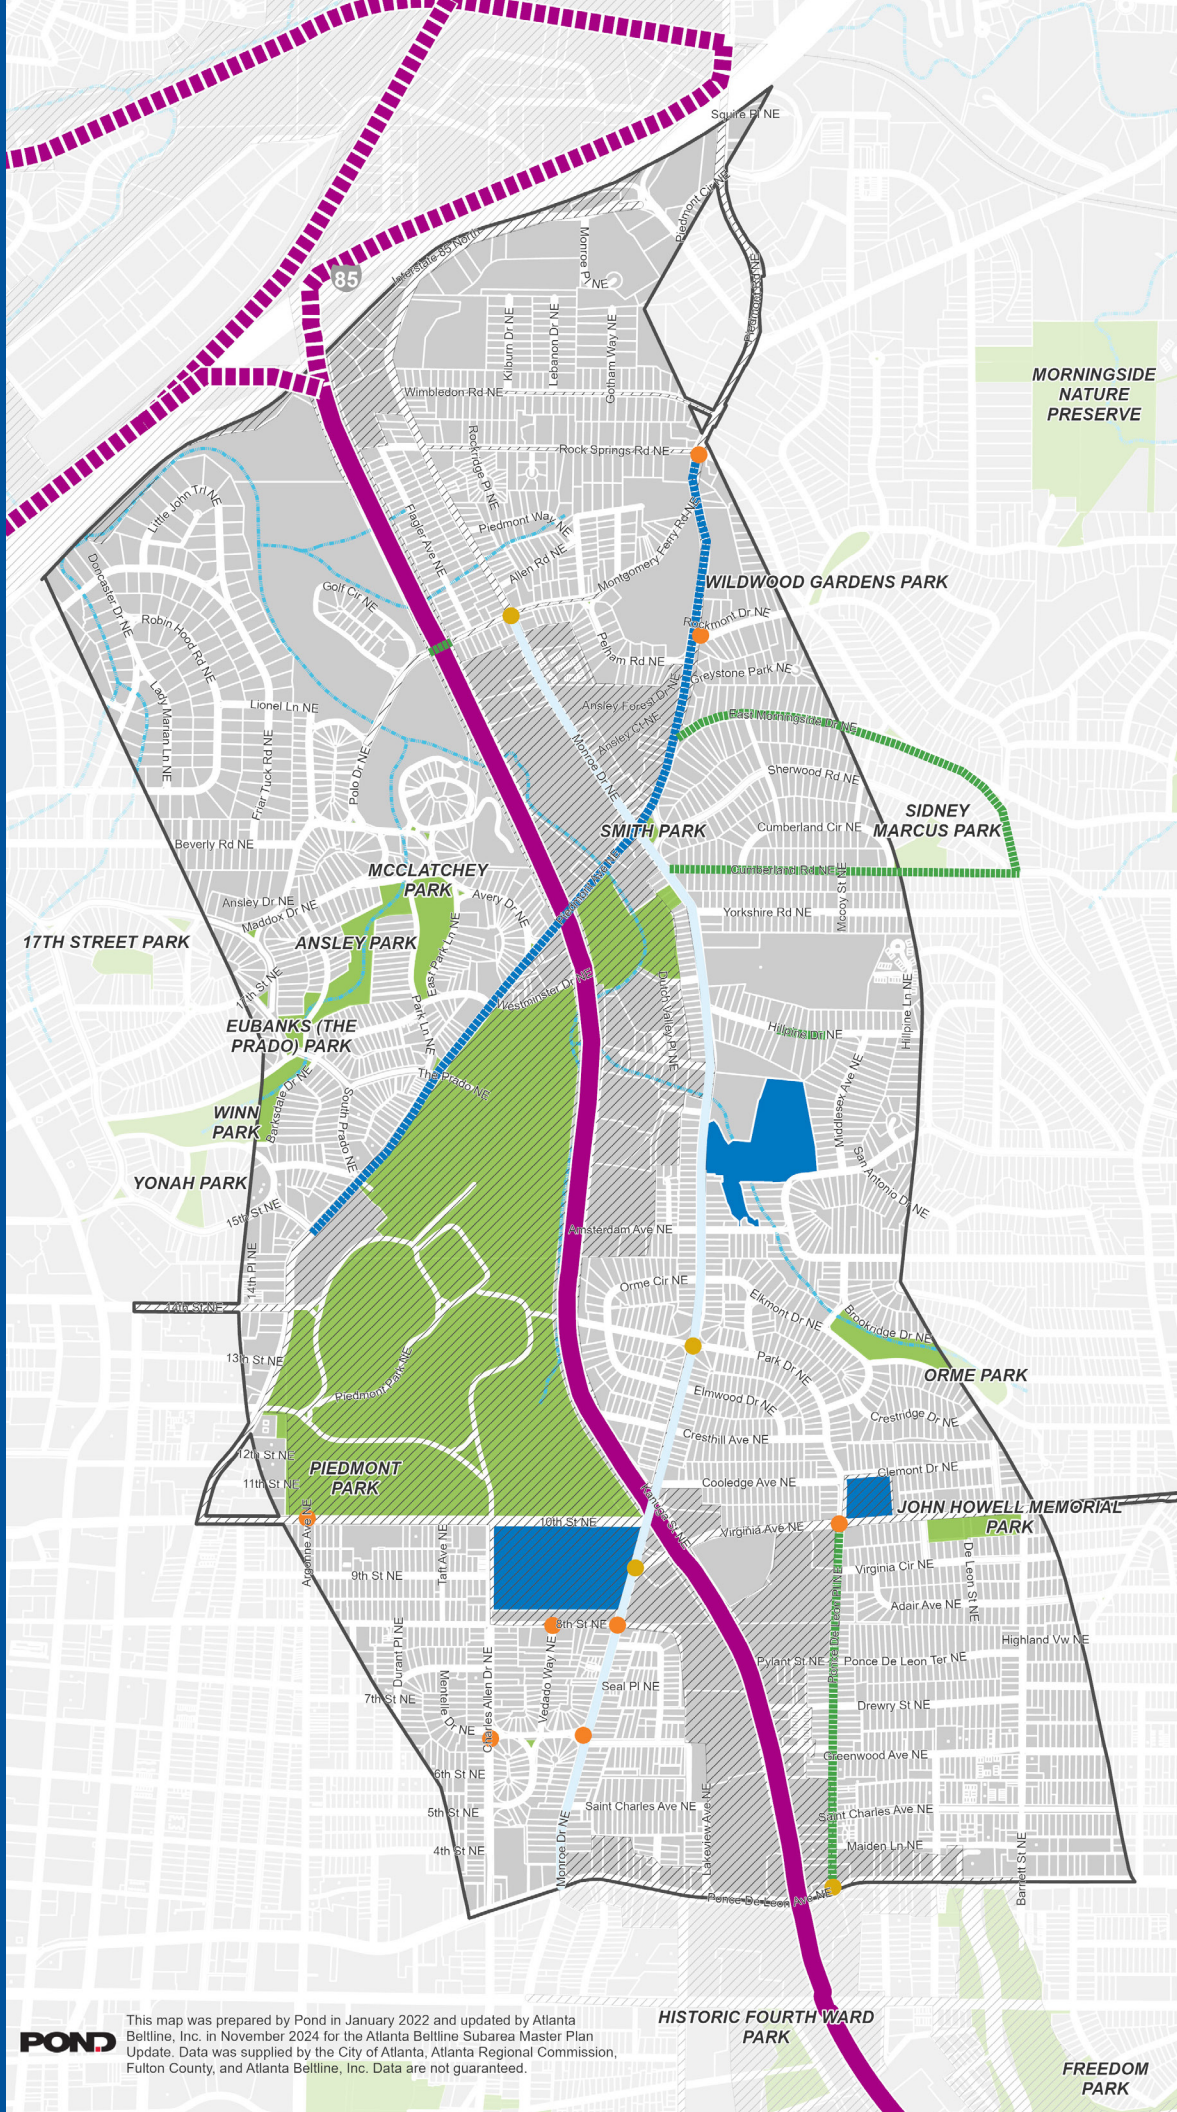 Squire Pl NE
Piedmont Cir NE
Interstate 85 North
85
Monroe Pl NE
Piedmont Rd NE
Kilburn Dr NE
Lebanon Dr NE
Gotham Way NE
MORNINGSIDE
NATURE
PRESERVE
Wimbledon Rd NE
Rock Springs Rd NE
Rockridge Pl NE
Little John Trl NE
Flagler Ave NE
Piedmont Way NE
Allen Rd NE
Montgomery Ferry Rd NE
Doncaster Dr NE
Golf Cir NE
WILDWOOD GARDENS PARK
Robin Hood Rd NE
Rockmont Dr NE
Pelham Rd NE
Greystone Park NE
Lady Marian Ln NE
Lionel Ln NE
Ansley Forest Dr NE
Ansley Ct NE
East Morningside Dr NE
Friar Tuck Rd NE
Polo Dr NE
Monroe Dr NE
Sherwood Rd NE
SIDNEY
MARCUS PARK
SMITH PARK
Cumberland Cir NE
Beverly Rd NE
MCCLATCHEY
PARK
Cumberland Rd NE
Mccoy St NE
Ansley Dr NE
Maddox Dr NE
Avery Dr NE
Yorkshire Rd NE
17TH STREET PARK
ANSLEY PARK
East Park Ln NE
17th St NE
Westminster Dr NE
Dutch Valley Pl NE
Hillpine Ln NE
Park Ln NE
EUBANKS (THE
PRADO) PARK
Hillpine Dr NE
The Prado NE
Barksdale Dr NE
WINN
PARK
South Prado NE
Middlesex Ave NE
San Antonio Dr NE
YONAH PARK
15th St NE
Amsterdam Ave NE
14th Pl NE
Orme Cir NE
14th St NE
Elkmont Dr NE
Brookridge Dr NE
13th St NE
Piedmont Park NE
Park Dr NE
ORME PARK
Elmwood Dr NE
Crestridge Dr NE
12th St NE
Cresthill Ave NE
PIEDMONT
PARK
11th St NE
Clemont Dr NE
Cooledge Ave NE
Kanuga St NE
JOHN HOWELL MEMORIAL
PARK
10th St NE
Virginia Ave NE
Argonne Ave NE
Taft Ave NE
9th St NE
Virginia Cir NE
De Leon St NE
Ponce De Leon Pl NE
Adair Ave NE
8th St NE
Durant Pl NE
Highland Vw NE
Charles Allen Dr NE
Vedado Way NE
Pylant St NE
Ponce De Leon Ter NE
7th St NE
Mentelle Dr NE
Seal Pl NE
Drewry St NE
Greenwood Ave NE
6th St NE
5th St NE
Saint Charles Ave NE
Saint Charles Ave NE
Lakeview Ave NE
4th St NE
Monroe Dr NE
Maiden Ln NE
Barnett St NE
Ponce De Leon Ave NE
HISTORIC FOURTH WARD
PARK
FREEDOM
PARK
POND
This map was prepared by Pond in January 2022 and updated by Atlanta
Beltline, Inc. in November 2024 for the Atlanta Beltline Subarea Master Plan
Update. Data was supplied by the City of Atlanta, Atlanta Regional Commission,
Fulton County, and Atlanta Beltline, Inc. Data are not guaranteed.